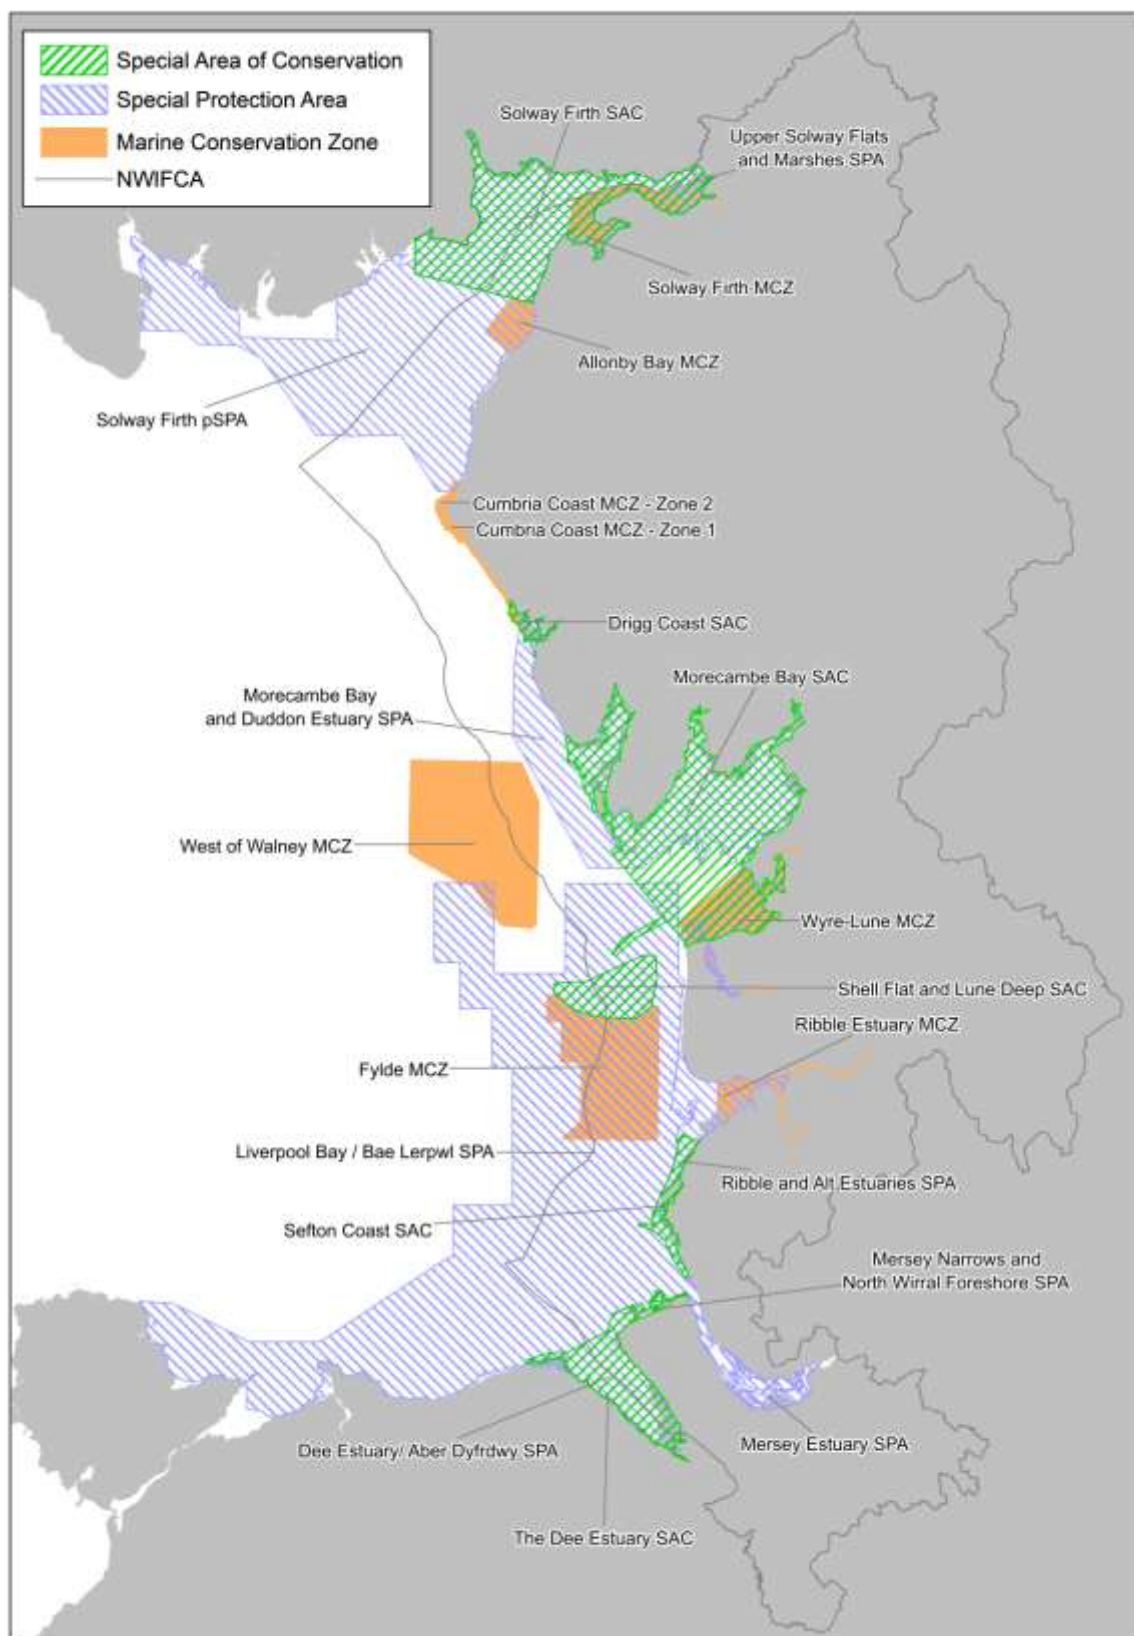 Special Area of Conservation
Special Protection Area
Marine Conservation Zone
NWIFCA
Solway Firth SAC
Upper Solway Flats
and Marshes SPA
Solway Firth MCZ
Allonby Bay MCZ
Solway Firth pSPA
Cumbria Coast MCZ - Zone 2
Cumbria Coast MCZ - Zone 1
Drigg Coast SAC
Morecambe Bay SAC
Morecambe Bay
and Duddon Estuary SPA
West of Walney MCZ
Wyre-Lune MCZ
Shell Flat and Lune Deep SAC
Ribble Estuary MCZ
Fylde MCZ
Liverpool Bay / Bae Lerpwl SPA
Ribble and Alt Estuaries SPA
Sefton Coast SAC
Mersey Narrows and
North Wirral Foreshore SPA
Dee Estuary/ Aber Dyfrdwy SPA
Mersey Estuary SPA
The Dee Estuary SAC